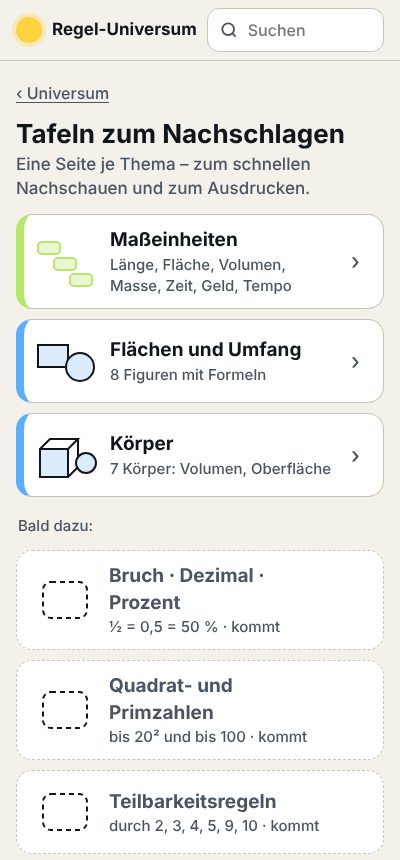 Regel-Universum
Suchen
‹ Universum
Tafeln zum Nachschlagen
Eine Seite je Thema – zum schnellen
Nachschauen und zum Ausdrucken.
Maßeinheiten
Länge, Fläche, Volumen,
Masse, Zeit, Geld, Tempo
›
Flächen und Umfang
8 Figuren mit Formeln
›
Körper
7 Körper: Volumen, Oberfläche
›
Bald dazu:
Bruch · Dezimal ·
Prozent
½ = 0,5 = 50 % · kommt
Quadrat- und
Primzahlen
bis 20² und bis 100 · kommt
Teilbarkeitsregeln
durch 2, 3, 4, 5, 9, 10 · kommt